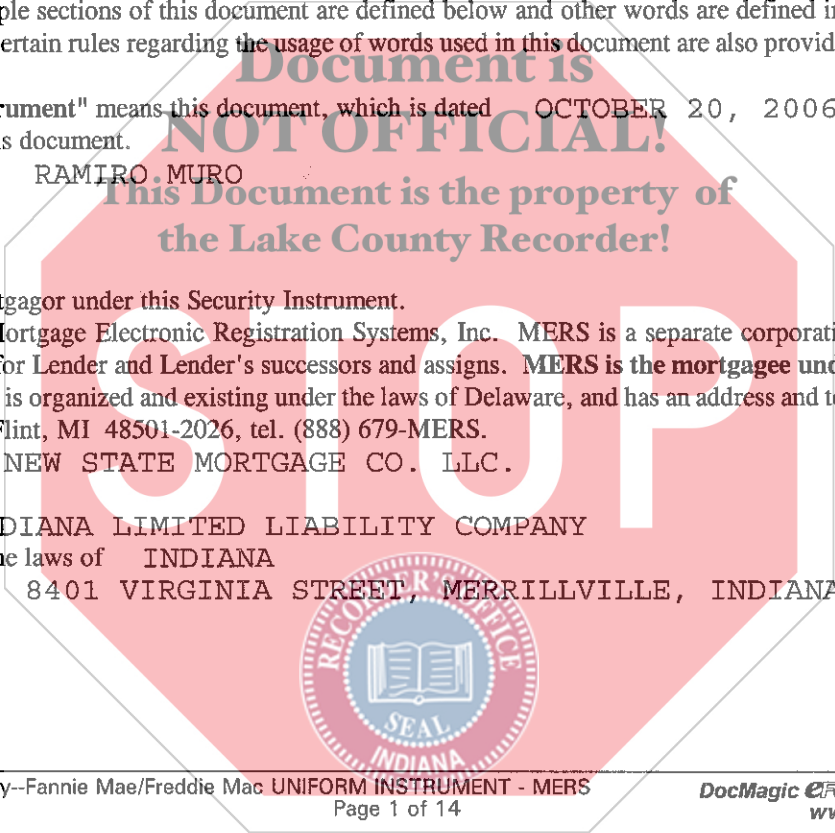 ple sections of this document are defined below and other words are defined in
ertain rules regarding the usage of words used in this document are also provid
Document is
rument" means this document, which is dated OCTOBER 20, 2006
NOT OFFICIAL!
s document.
RAMIRO MURO
This Document is the property of
the Lake County Recorder!
tgagor under this Security Instrument.
ortgage Electronic Registration Systems, Inc. MERS is a separate corporati
for Lender and Lender's successors and assigns. MERS is the mortgagee und
is organized and existing under the laws of Delaware, and has an address and te
Flint, MI 48501-2026, tel. (888) 679-MERS.
STOP
NEW STATE MORTGAGE CO. LLC.
DIANA LIMITED LIABILITY COMPANY
e laws of INDIANA
8401 VIRGINIA STREET, MERRILLVILLE, INDIANA
RECORDER'S OFFICE
SEAL
INDIANA
y--Fannie Mae/Freddie Mac UNIFORM INSTRUMENT - MERS
DocMagic
Page 1 of 14